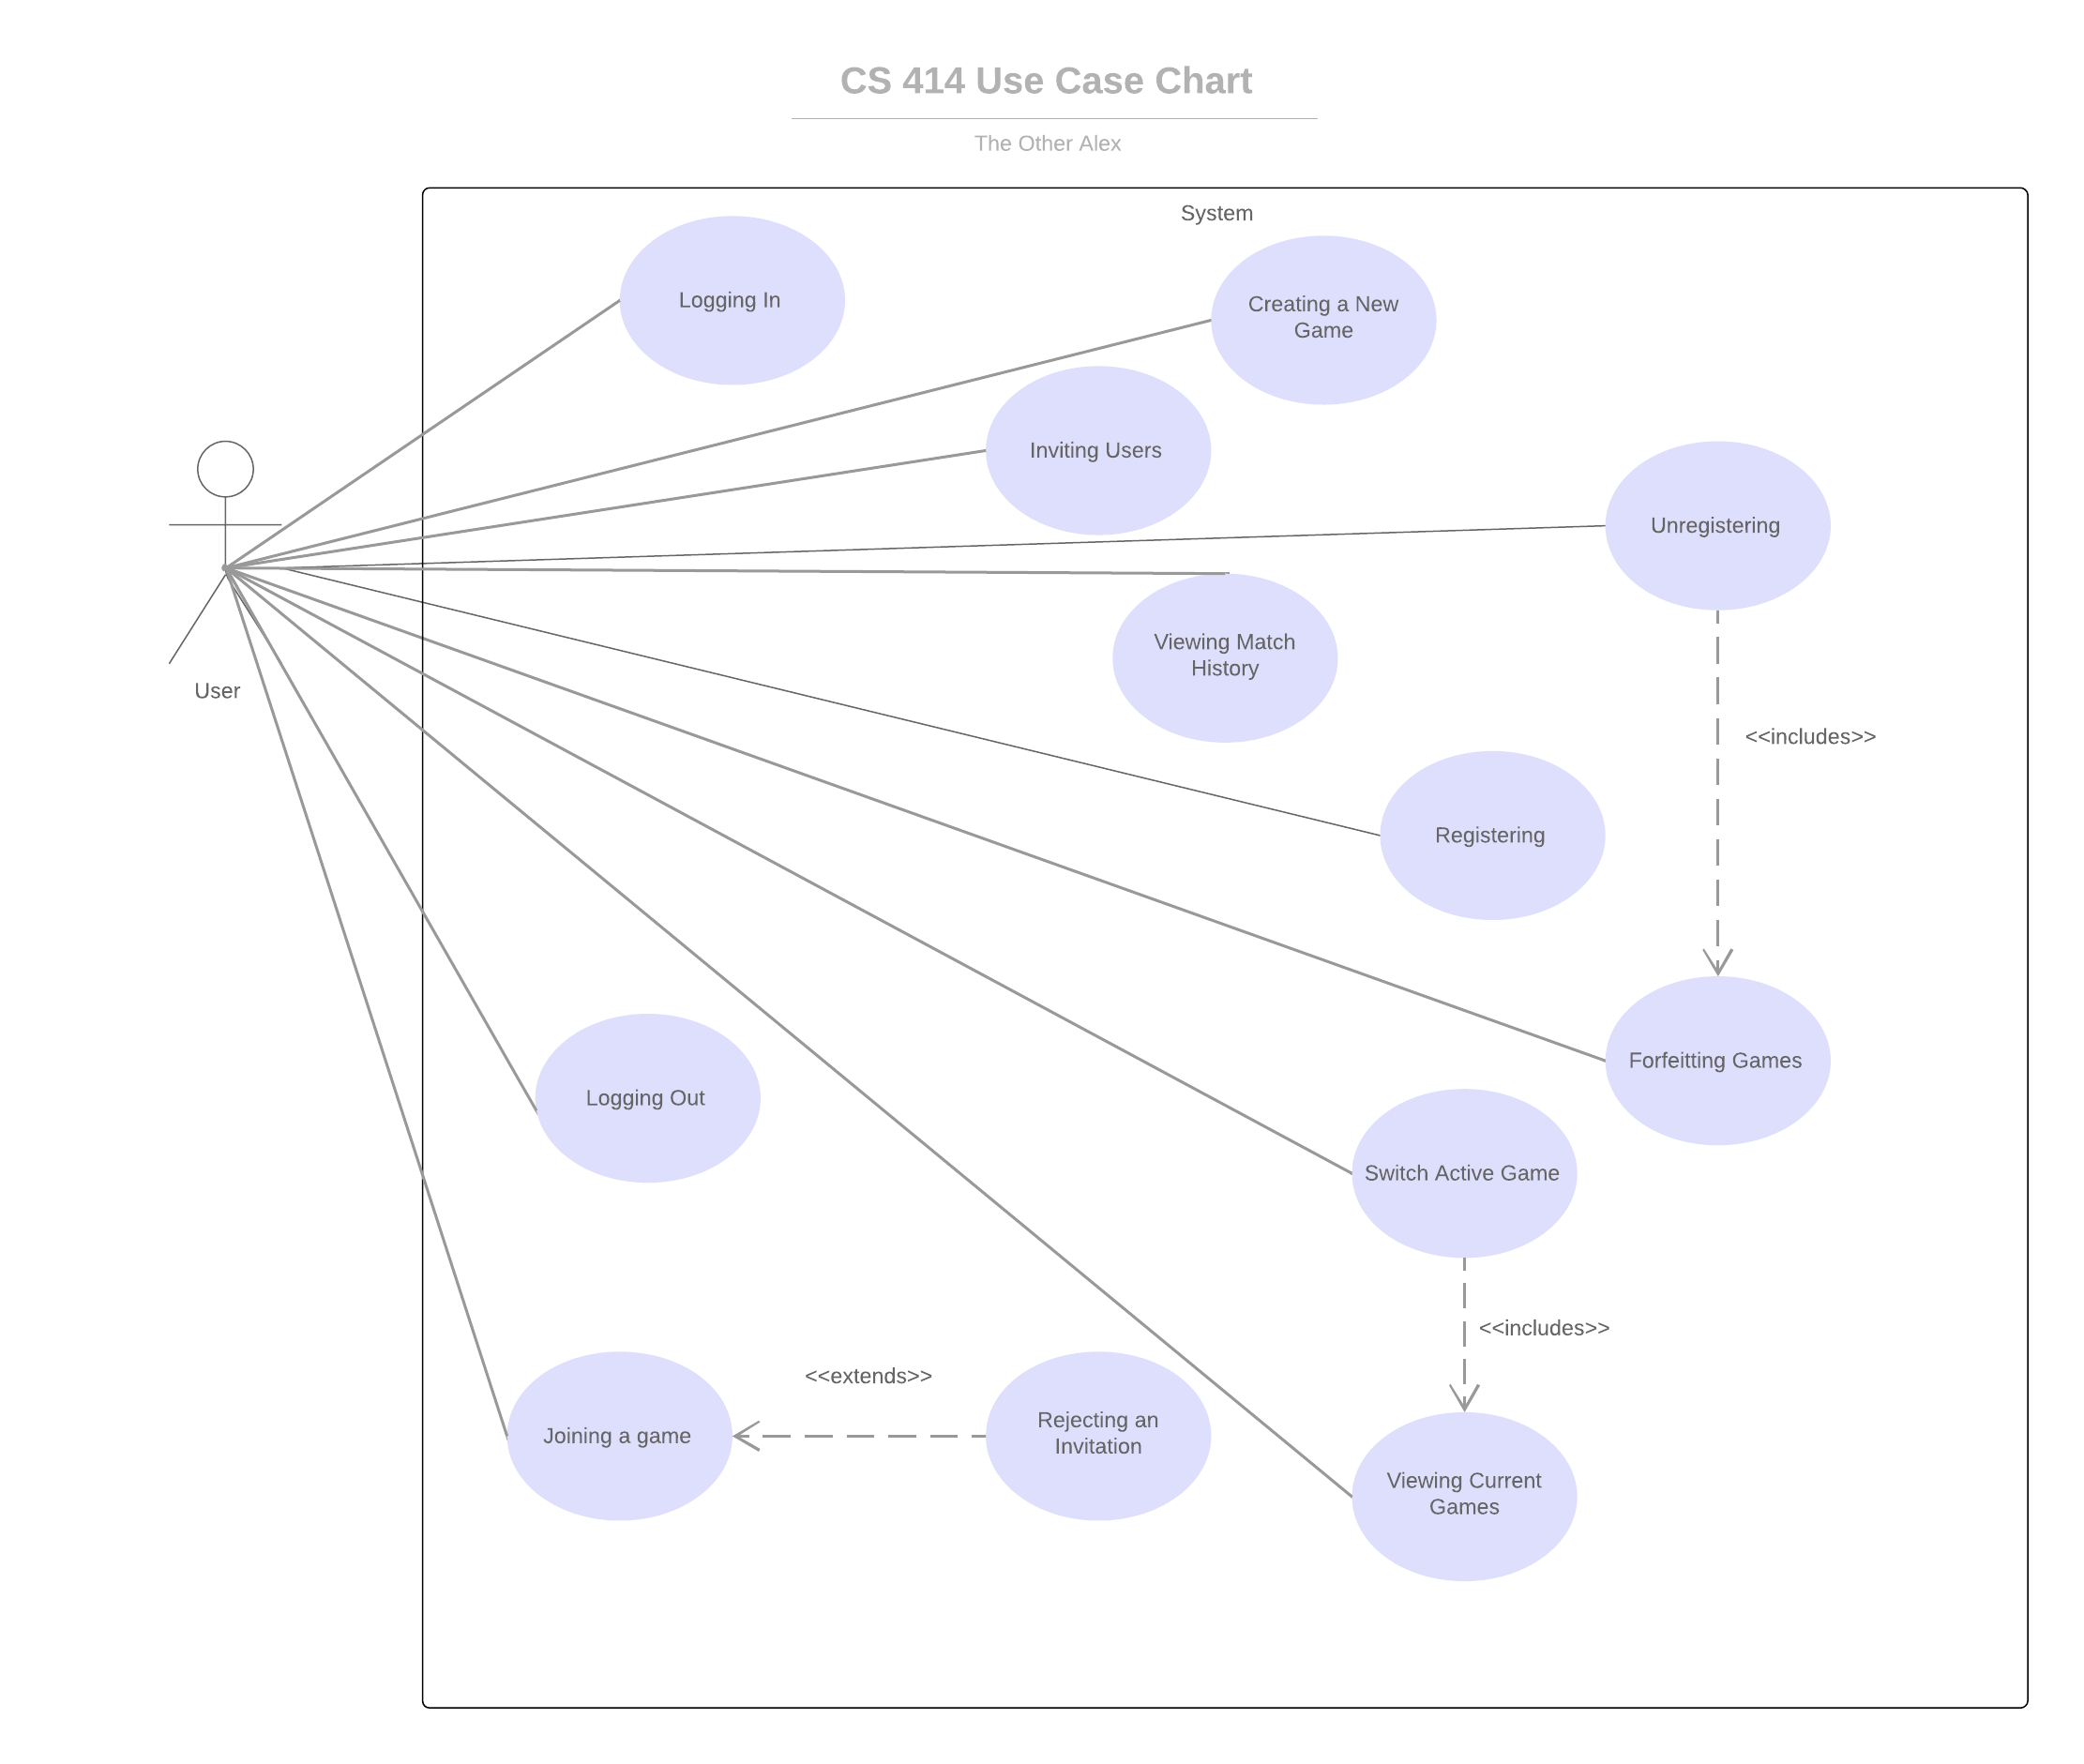 CS 414 Use Case Chart
The Other Alex
System
Logging In
Creating a New
Game
Inviting Users
Unregistering
Viewing Match
History
User
<<includes>>
Registering
Forfeitting Games
Logging Out
Switch Active Game
<<includes>>
<<extends>>
Joining a game
Rejecting an
Invitation
Viewing Current
Games